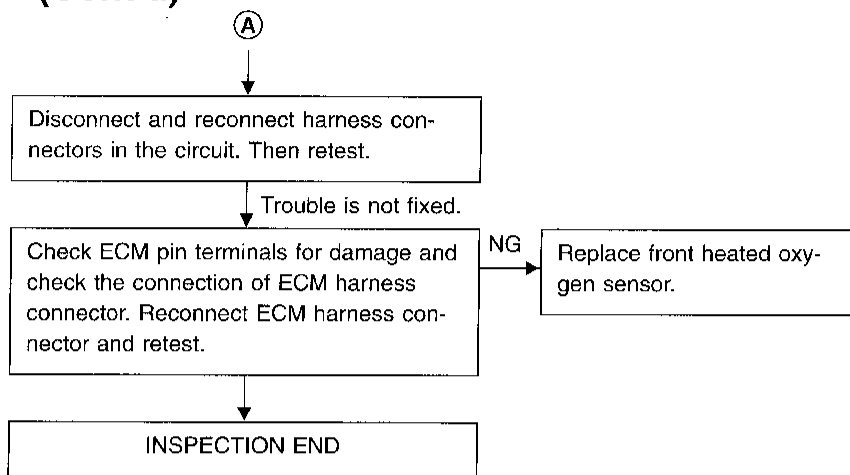 A
Disconnect and reconnect harness con-
nectors in the circuit. Then retest.
Trouble is not fixed.
Check ECM pin terminals for damage and
check the connection of ECM harness
connector. Reconnect ECM harness con-
nector and retest.
NG
Replace front heated oxy-
gen sensor.
INSPECTION END